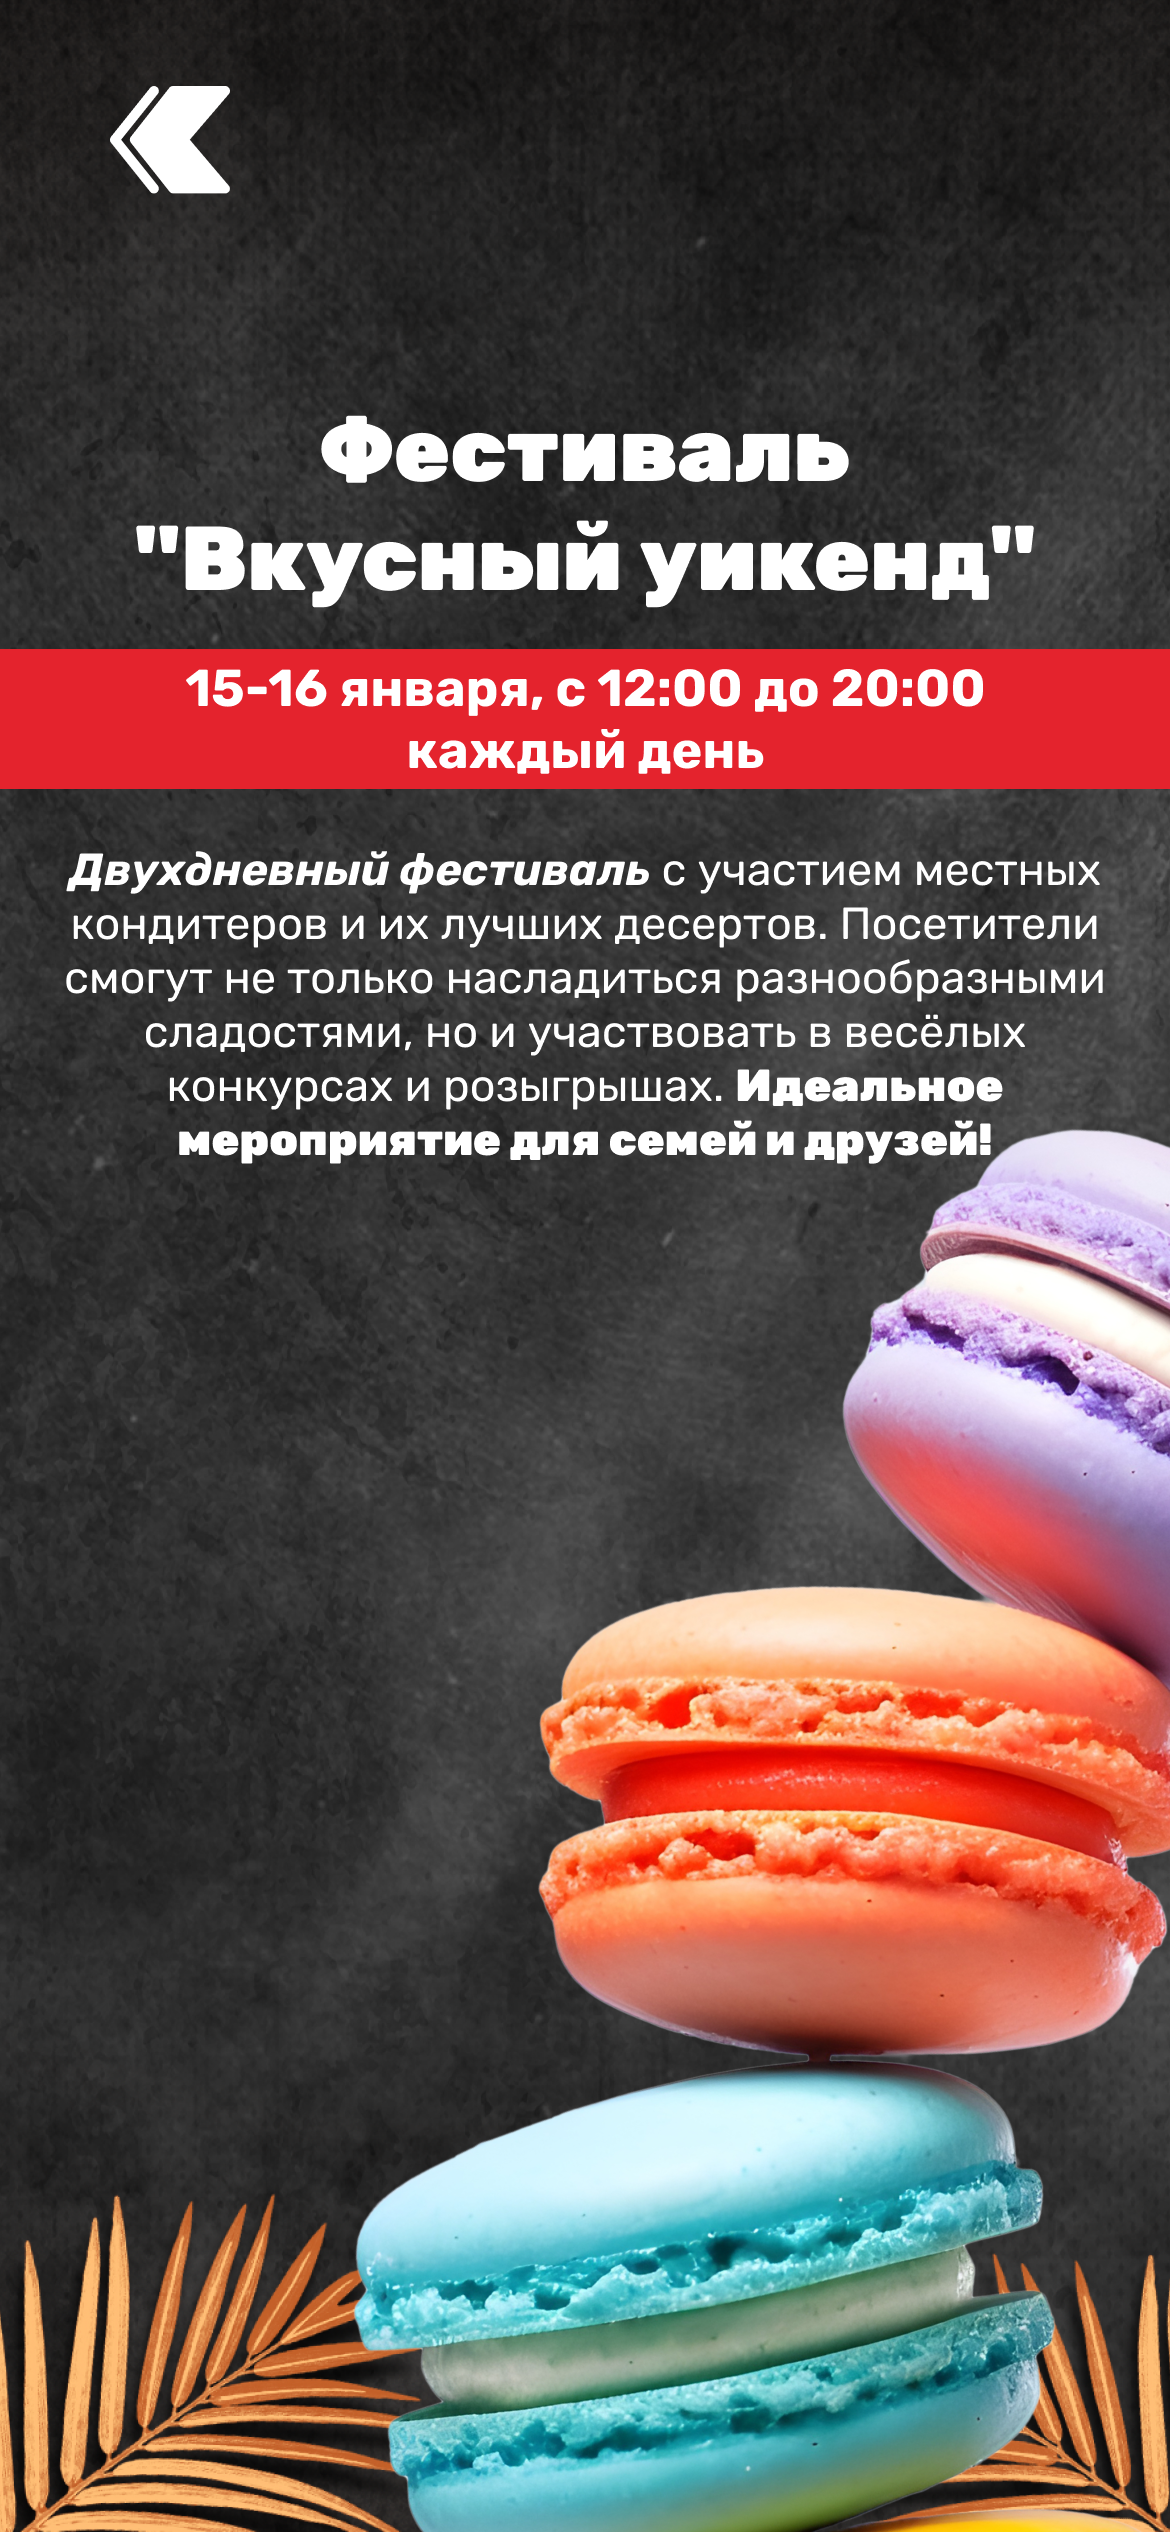 Фестиваль
"Вкусный уикенд"
15-16 января, с 12:00 до 20:00
каждый день
Двухдневный фестиваль с участием местных
кондитеров и их лучших десертов. Посетители
смогут не только насладиться разнообразными
сладостями, но и участвовать в весёлых
конкурсах и розыгрышах. Идеальное
мероприятие для семей и друзей!